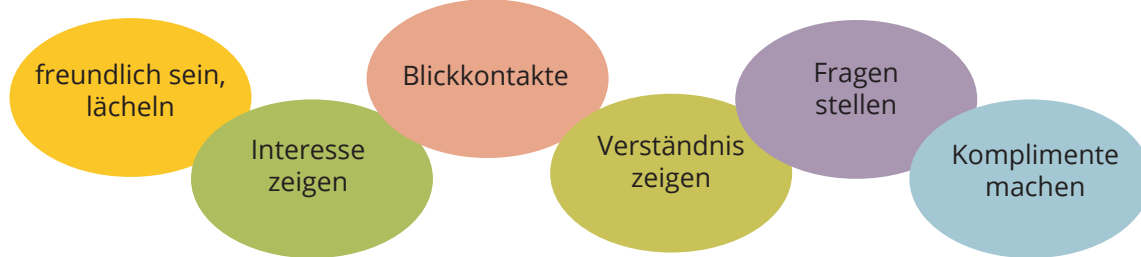 freundlich sein,
lächeln
Interesse
zeigen
Blickkontakte
Verständnis
zeigen
Fragen
stellen
Komplimente
machen